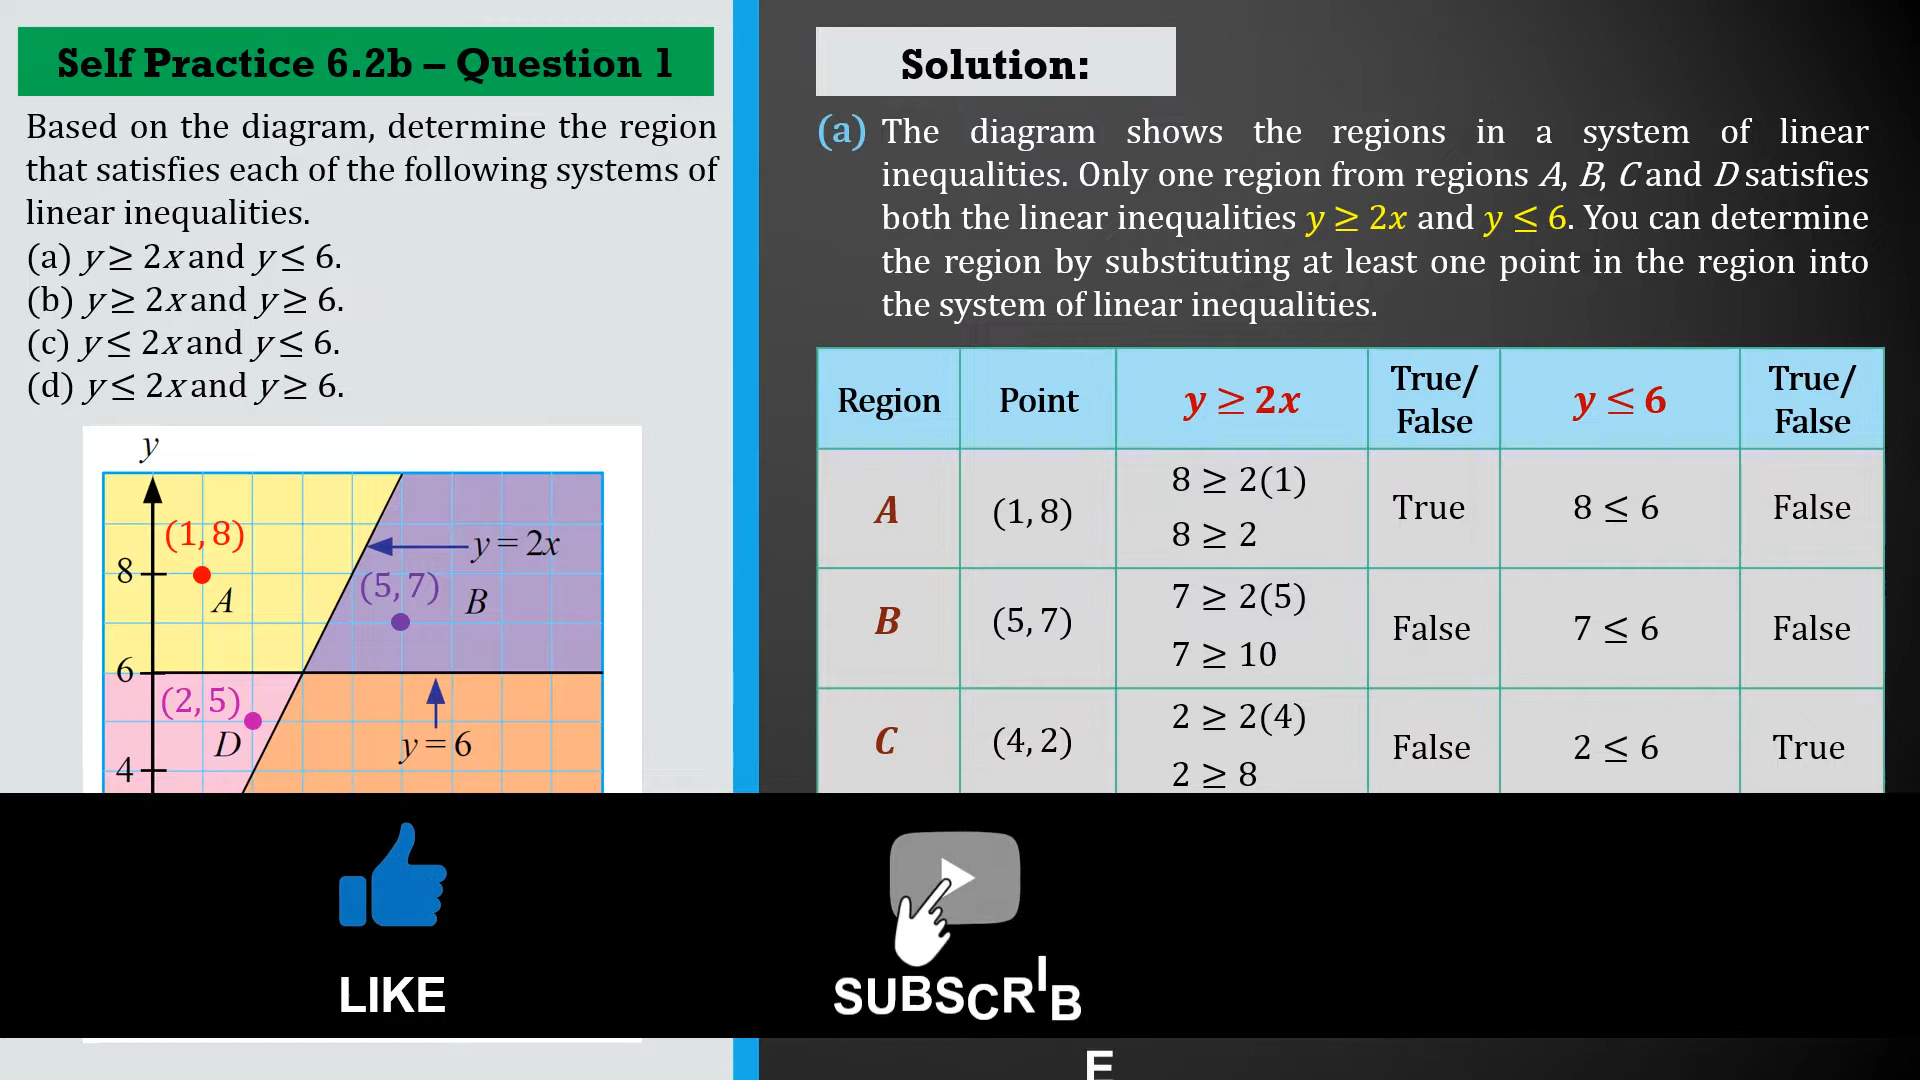 Self Practice 6.2b – Question 1
Based on the diagram, determine the region
that satisfies each of the following systems of
linear inequalities.
(a) y ≥ 2x and y ≤ 6.
(b) y ≥ 2x and y ≥ 6.
(c) y ≤ 2x and y ≤ 6.
(d) y ≤ 2x and y ≥ 6.
y
(1, 8)
y = 2x
8
A
(5, 7)
B
6
(2, 5)
D
y = 6
4
Solution:
(a) The diagram shows the regions in a system of linear
inequalities. Only one region from regions A, B, C and D satisfies
both the linear inequalities y ≥ 2x and y ≤ 6. You can determine
the region by substituting at least one point in the region into
the system of linear inequalities.
Region Point y ≥ 2x True/ False y ≤ 6 True/ False
A (1, 8) 8 ≥ 2(1) True 8 ≤ 6 False
8 ≥ 2
B (5, 7) 7 ≥ 2(5) False 7 ≤ 6 False
7 ≥ 10
C (4, 2) 2 ≥ 2(4) False 2 ≤ 6 True
2 ≥ 8
LIKE
SUBSCRIBE